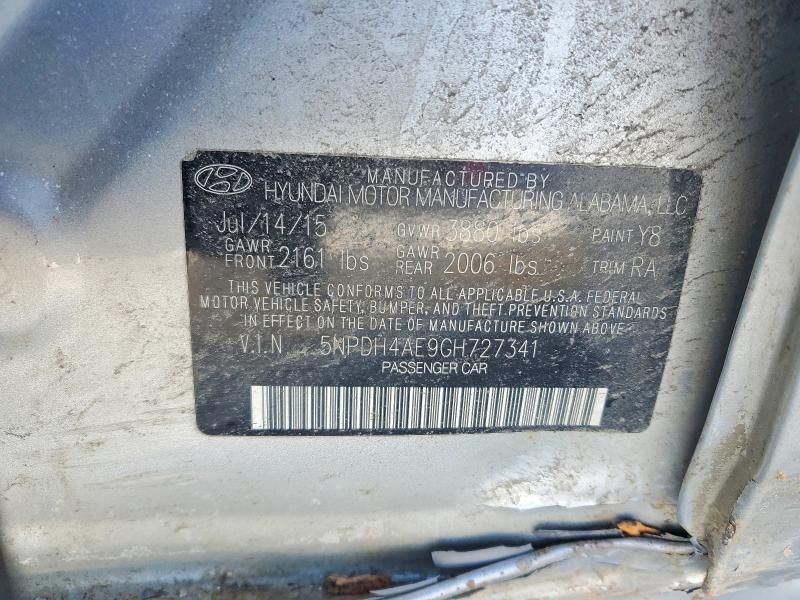 MANUFACTURED BY
HYUNDAI MOTOR MANUFACTURING ALABAMA, LLC
Jul/14/15 GVWR 3880 lbs PAINT Y8
GAWR FRONT 2161 lbs GAWR REAR 2006 lbs TRIM RA
THIS VEHICLE CONFORMS TO ALL APPLICABLE U.S.A. FEDERAL
MOTOR VEHICLE SAFETY, BUMPER, AND THEFT PREVENTION STANDARDS
IN EFFECT ON THE DATE OF MANUFACTURE SHOWN ABOVE.
V.I.N 5NPDH4AE9GH727341
PASSENGER CAR